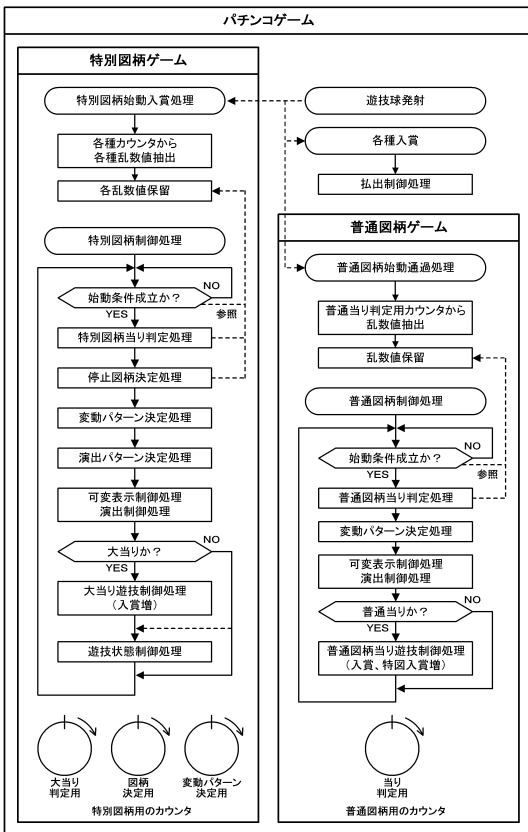 パチンコゲーム
特別図柄ゲーム
特別図柄始動入賞処理
各種カウンタから
各種乱数値抽出
各乱数値保留
特別図柄制御処理
始動条件成立か？
NO
YES
参照
特別図柄当り判定処理
停止図柄決定処理
変動パターン決定処理
演出パターン決定処理
可変表示制御処理
演出制御処理
大当りか？
NO
YES
大当り遊技制御処理
（入賞増）
遊技状態制御処理
大当り
判定用
図柄
決定用
変動パターン
決定用
特別図柄用のカウンタ
遊技球発射
各種入賞
払出制御処理
普通図柄ゲーム
普通図柄始動通過処理
普通当り判定用カウンタから
乱数値抽出
乱数値保留
普通図柄制御処理
始動条件成立か？
NO
YES
参照
普通図柄当り判定処理
変動パターン決定処理
可変表示制御処理
演出制御処理
普通当りか？
NO
YES
普通図柄当り遊技制御処理
（入賞、特図入賞増）
当り
判定用
普通図柄用のカウンタ